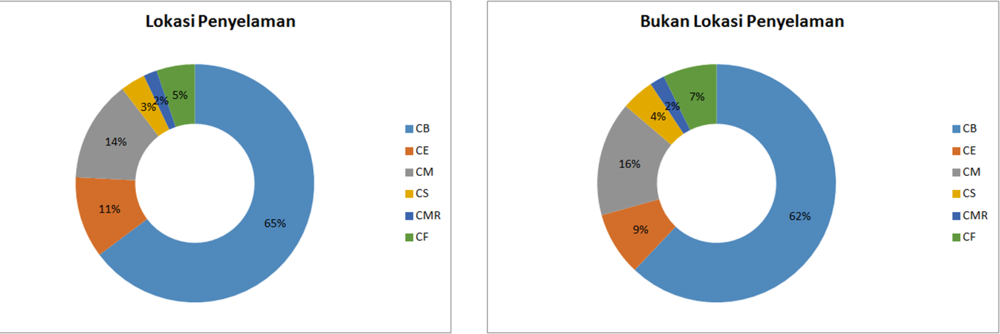 Lokasi Penyelaman
5%
2%
3%
14%
11%
65%
CB
CE
CM
CS
CMR
CF
Bukan Lokasi Penyelaman
7%
2%
4%
16%
9%
62%
CB
CE
CM
CS
CMR
CF